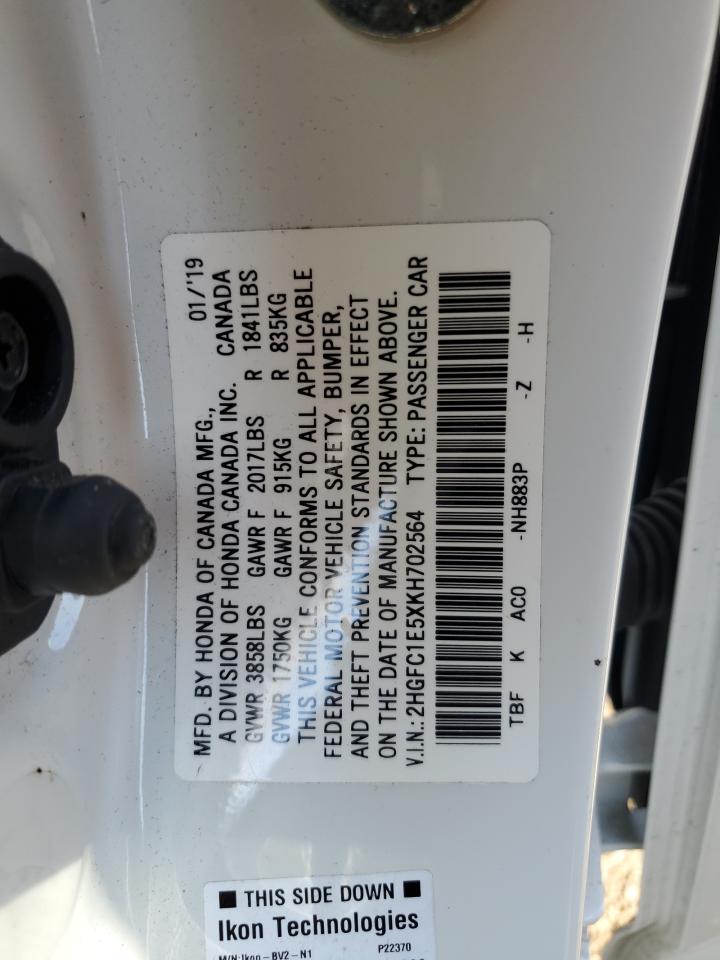 MFD. BY HONDA OF CANADA MFG., 01/'19
A DIVISION OF HONDA CANADA INC. CANADA
GVWR 3858LBS GAWR F 2017LBS R 1841LBS
GVWR 1750KG GAWR F 915KG R 835KG
THIS VEHICLE CONFORMS TO ALL APPLICABLE
FEDERAL MOTOR VEHICLE SAFETY, BUMPER,
AND THEFT PREVENTION STANDARDS IN EFFECT
ON THE DATE OF MANUFACTURE SHOWN ABOVE.
V.I.N.: 2HGFC1E5XKH702564 TYPE: PASSENGER CAR
TBF K AC0 -NH883P -Z -H
THIS SIDE DOWN
Ikon Technologies
M/N:Ikon-BV2-N1 P22370